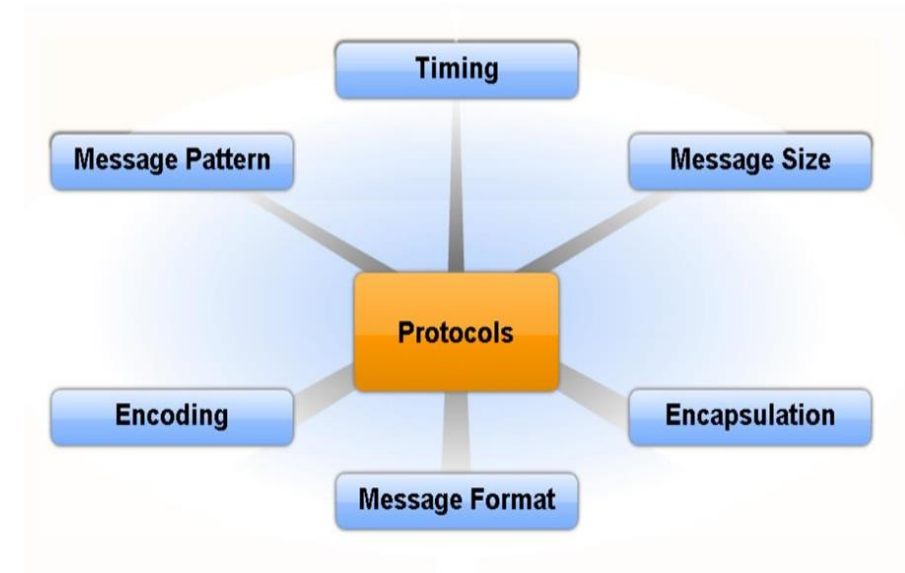 Timing
Message Pattern
Message Size
Protocols
Encoding
Encapsulation
Message Format